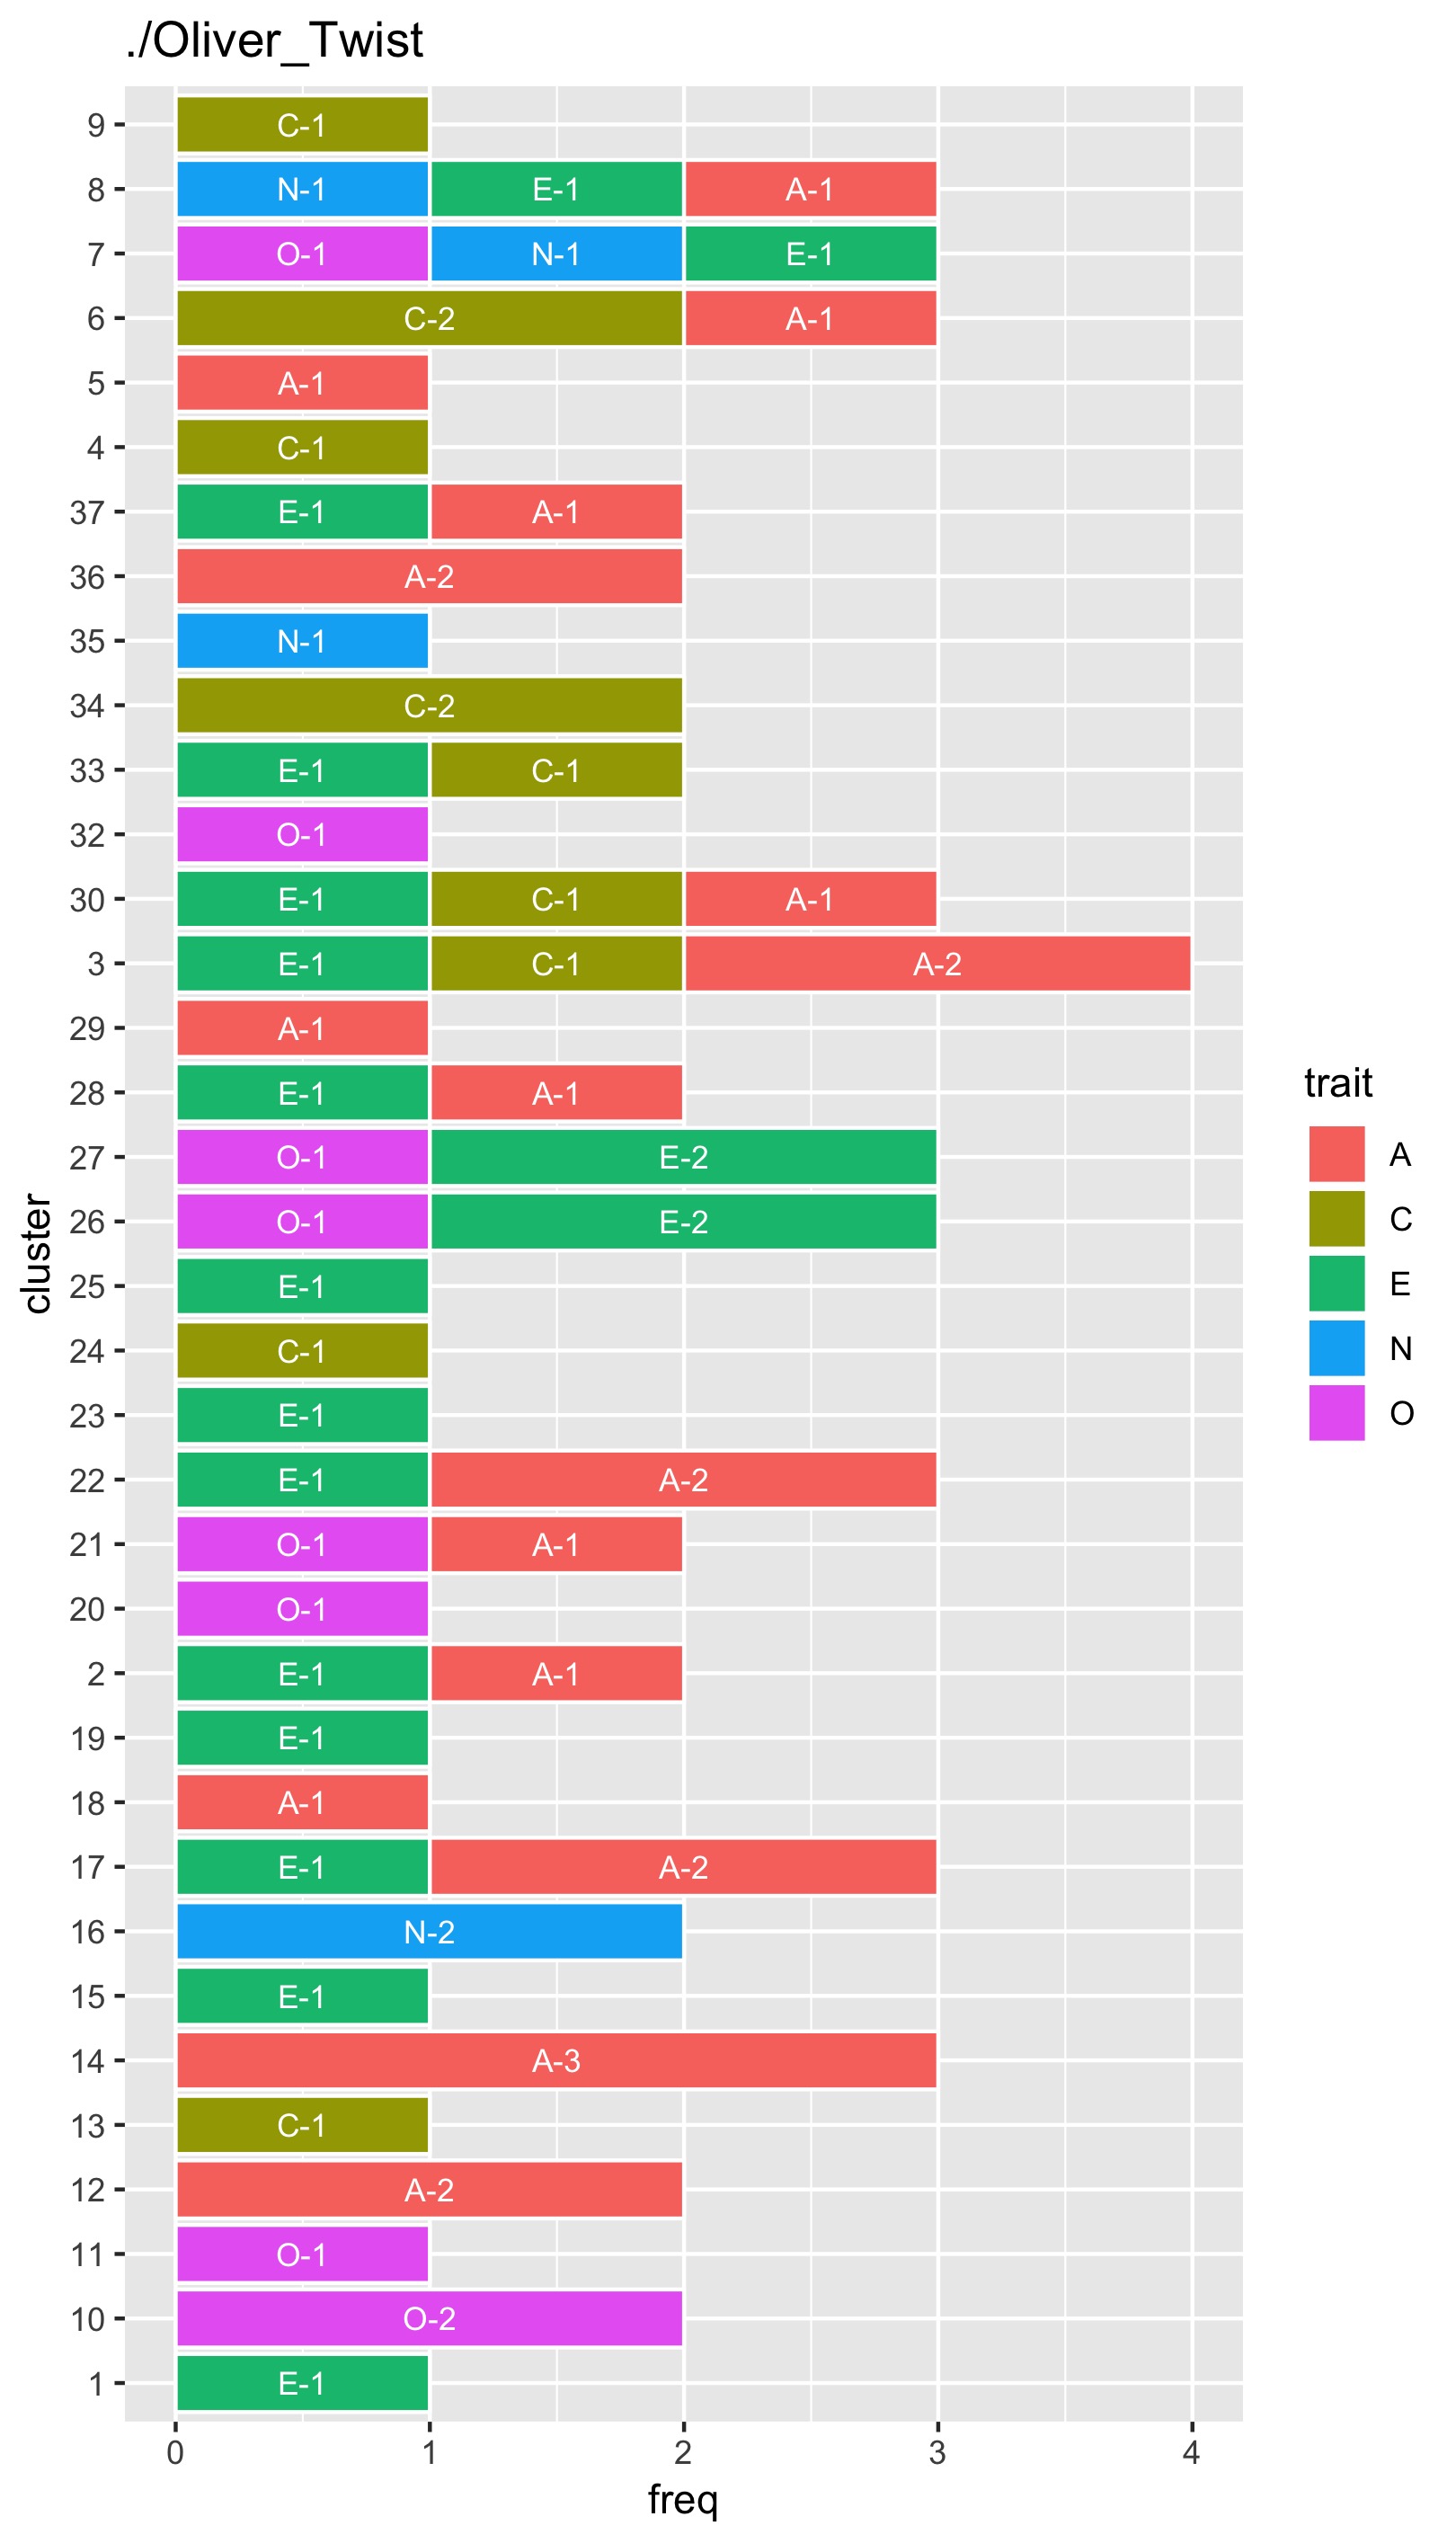 ./Oliver_Twist
9 C-1
8 N-1 E-1 A-1
7 O-1 N-1 E-1
6 C-2 A-1
5 A-1
4 C-1
37 E-1 A-1
36 A-2
35 N-1
34 C-2
33 E-1 C-1
32 O-1
30 E-1 C-1 A-1
3 E-1 C-1 A-2
29 A-1
28 E-1 A-1
27 O-1 E-2
26 O-1 E-2
25 E-1
24 C-1
23 E-1
22 E-1 A-2
21 O-1 A-1
20 O-1
2 E-1 A-1
19 E-1
18 A-1
17 E-1 A-2
16 N-2
15 E-1
14 A-3
13 C-1
12 A-2
11 O-1
10 O-2
1 E-1
0 1 2 3 4
freq
cluster
trait
A
C
E
N
O